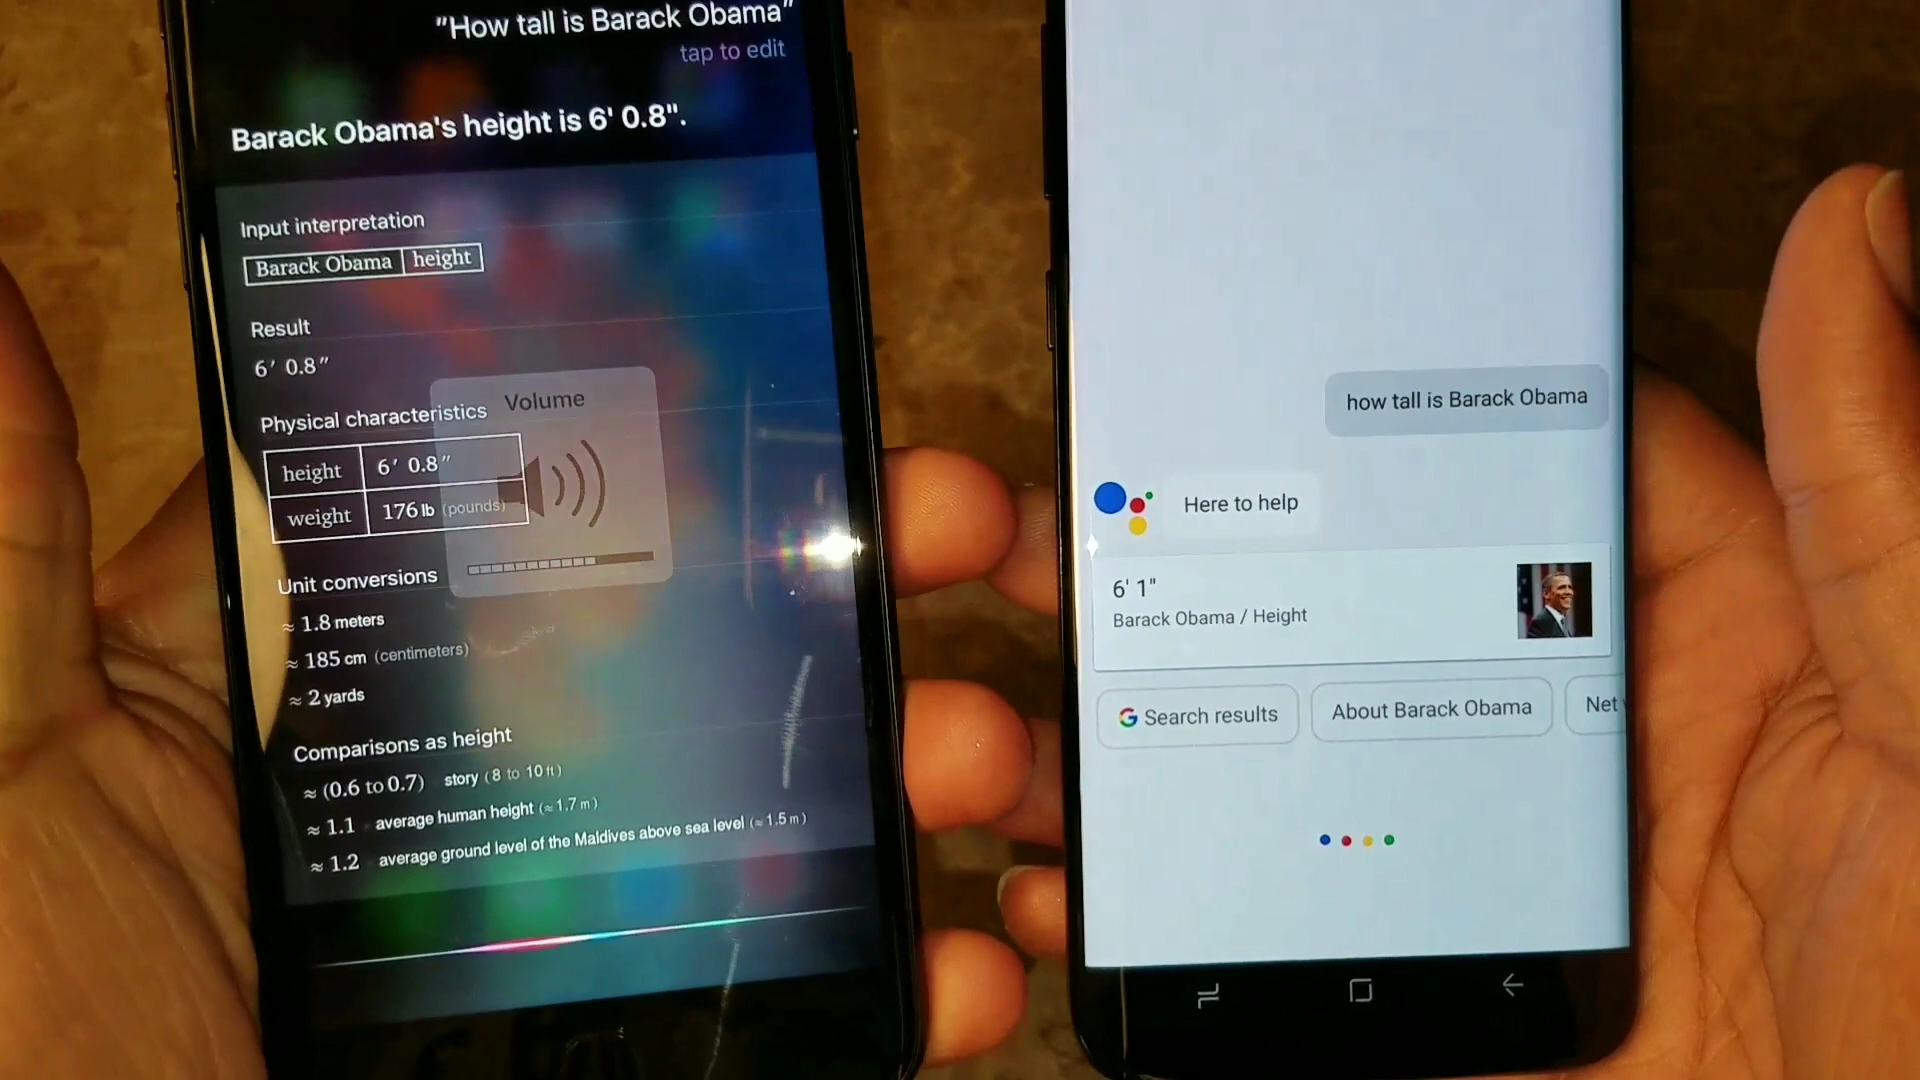 "How tall is Barack Obama"
tap to edit
Barack Obama's height is 6' 0.8".
Input interpretation
Barack Obama height
Result
6' 0.8"
Physical characteristics
height 6' 0.8"
weight 176 lb (pounds)
Volume
Unit conversions
≈ 1.8 meters
≈ 185 cm (centimeters)
≈ 2 yards
Comparisons as height
≈ (0.6 to 0.7) story (8 to 10 ft)
≈ 1.1 average human height (≈ 1.7 m)
≈ 1.2 average ground level of the Maldives above sea level (≈ 1.5 m)
how tall is Barack Obama
Here to help
6' 1"
Barack Obama / Height
G Search results
About Barack Obama
Net